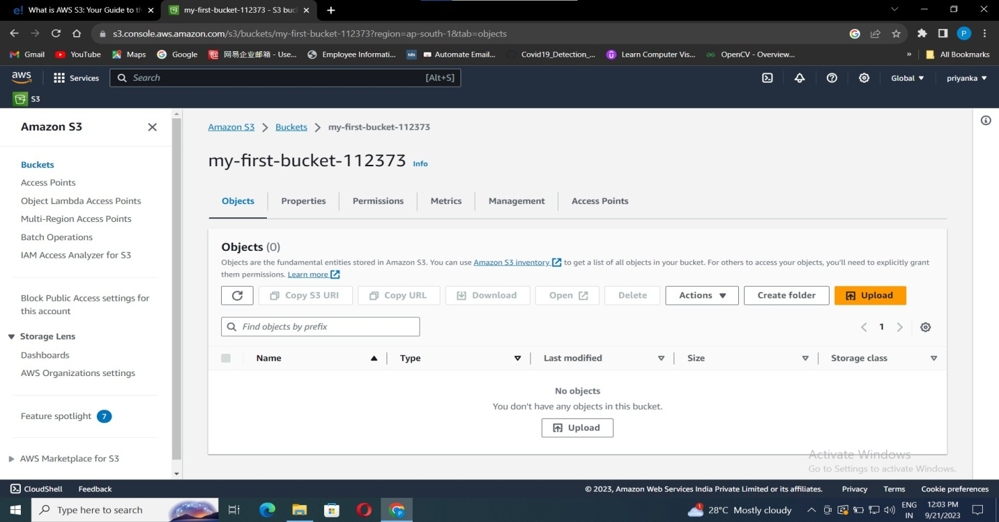 e! What is AWS S3: Your Guide to th
my-first-bucket-112373 - S3 buc
s3.console.aws.amazon.com/s3/buckets/my-first-bucket-112373?region=ap-south-1&tab=objects
P
Gmail YouTube Maps Google 网易企业邮箱 - Use... Employee Informati... tds Automate Email... Covid19_Detection_... Learn Computer Vis... OpenCV - Overview... » All Bookmarks
aws Services Search [Alt+S] Global priyanka
S3
Amazon S3
Buckets
Access Points
Object Lambda Access Points
Multi-Region Access Points
Batch Operations
IAM Access Analyzer for S3
Block Public Access settings for
this account
Storage Lens
Dashboards
AWS Organizations settings
Feature spotlight 7
AWS Marketplace for S3
Amazon S3 > Buckets > my-first-bucket-112373
my-first-bucket-112373 Info
Objects Properties Permissions Metrics Management Access Points
Objects (0)
Objects are the fundamental entities stored in Amazon S3. You can use Amazon S3 inventory to get a list of all objects in your bucket. For others to access your objects, you'll need to explicitly grant
them permissions. Learn more
Copy S3 URI Copy URL Download Open Delete Actions Create folder Upload
Find objects by prefix
1
Name Type Last modified Size Storage class
No objects
You don't have any objects in this bucket.
Upload
Activate Windows
Go to Settings to activate Windows.
CloudShell Feedback © 2023, Amazon Web Services India Private Limited or its affiliates. Privacy Terms Cookie preferences
Type here to search
1
28°C Mostly cloudy
ENG
IN
12:03 PM
9/21/2023